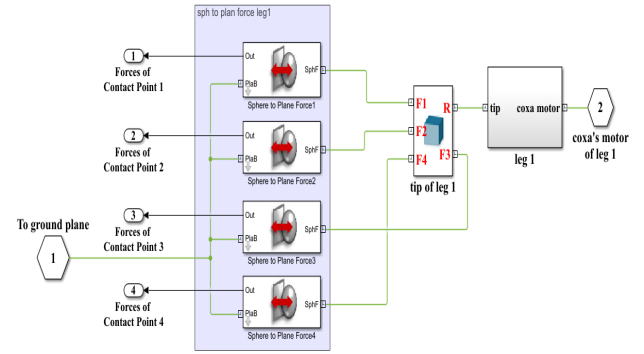 sph to plan force leg1
1
Forces of
Contact Point 1
Out
PlaB
SphF
Sphere to Plane Force1
2
Forces of
Contact Point 2
Out
PlaB
SphF
Sphere to Plane Force2
3
Forces of
Contact Point 3
Out
PlaB
SphF
Sphere to Plane Force3
4
Forces of
Contact Point 4
Out
PlaB
SphF
Sphere to Plane Force4
To ground plane
1
F1
F2
F4
R
F3
tip of leg 1
tip
coxa motor
leg 1
2
coxa's motor
of leg 1